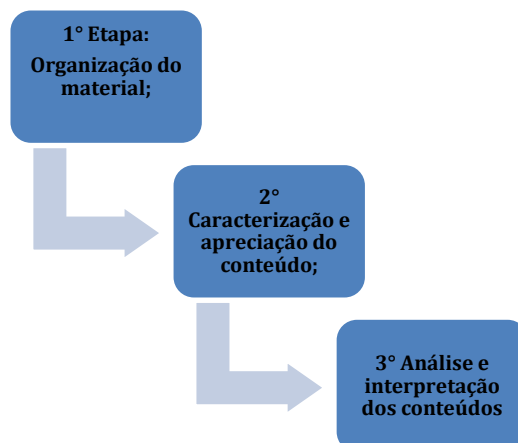 1° Etapa:
Organização do
material;
2°
Caracterização e
apreciação do
conteúdo;
3° Análise e
interpretação
dos conteúdos